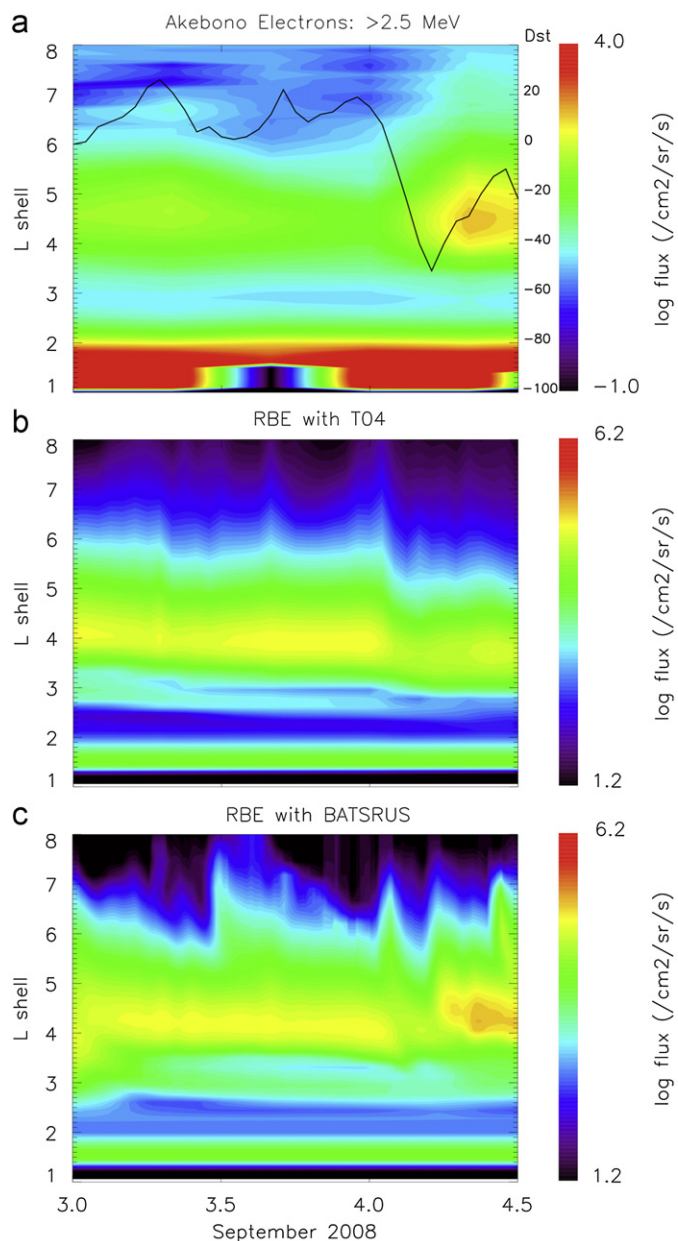 a
Akebono Electrons: >2.5 MeV
Dst
8
7
6
5
4
3
2
1
L shell
20
0
-20
-40
-60
-80
-100
4.0
-1.0
log flux (/cm2/sr/s)
b
RBE with T04
8
7
6
5
4
3
2
1
L shell
6.2
1.2
log flux (/cm2/sr/s)
c
RBE with BATSRUS
8
7
6
5
4
3
2
1
L shell
6.2
1.2
log flux (/cm2/sr/s)
3.0 3.5 4.0 4.5
September 2008